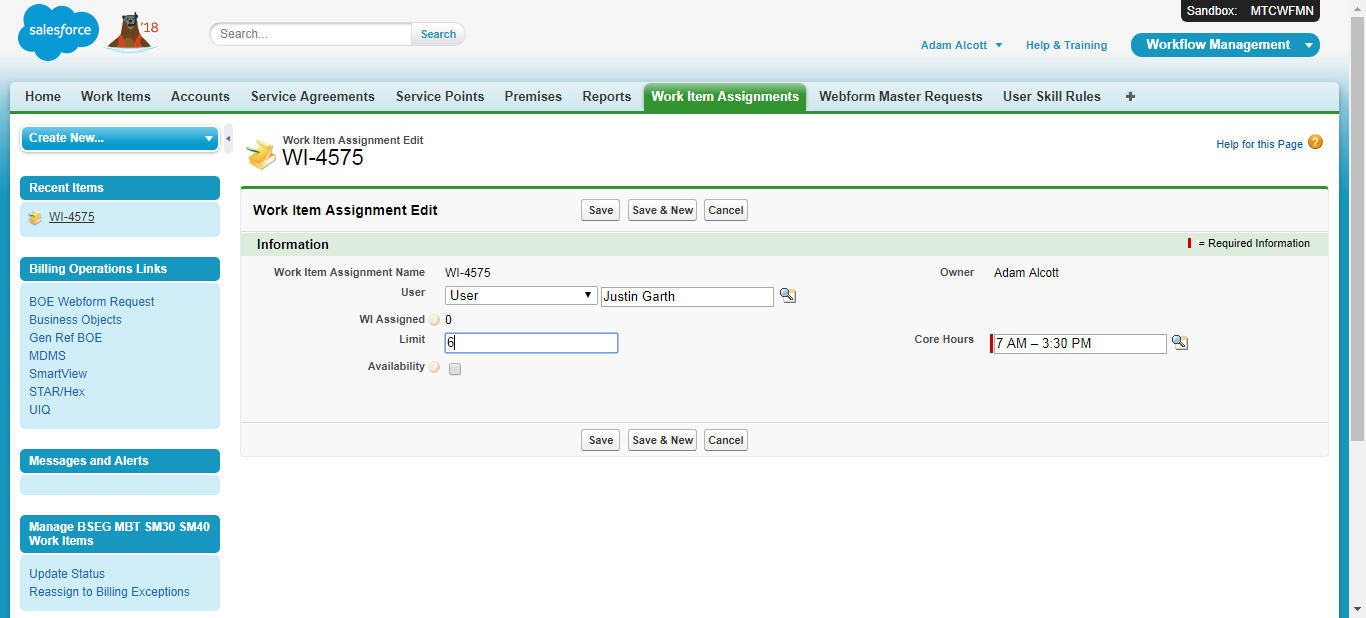 Sandbox: MTCWFMN
salesforce
'18
Search...
Search
Adam Alcott
Help & Training
Workflow Management
Home
Work Items
Accounts
Service Agreements
Service Points
Premises
Reports
Work Item Assignments
Webform Master Requests
User Skill Rules
+
Create New...
Recent Items
WI-4575
Billing Operations Links
BOE Webform Request
Business Objects
Gen Ref BOE
MDMS
SmartView
STAR/Hex
UIQ
Messages and Alerts
Manage BSEG MBT SM30 SM40
Work Items
Update Status
Reassign to Billing Exceptions
Work Item Assignment Edit
WI-4575
Help for this Page ?
Work Item Assignment Edit
Save
Save & New
Cancel
Information
= Required Information
Work Item Assignment Name WI-4575
Owner Adam Alcott
User User Justin Garth
WI Assigned ? 0
Limit 6
Core Hours 7 AM – 3:30 PM
Availability ?
Save
Save & New
Cancel